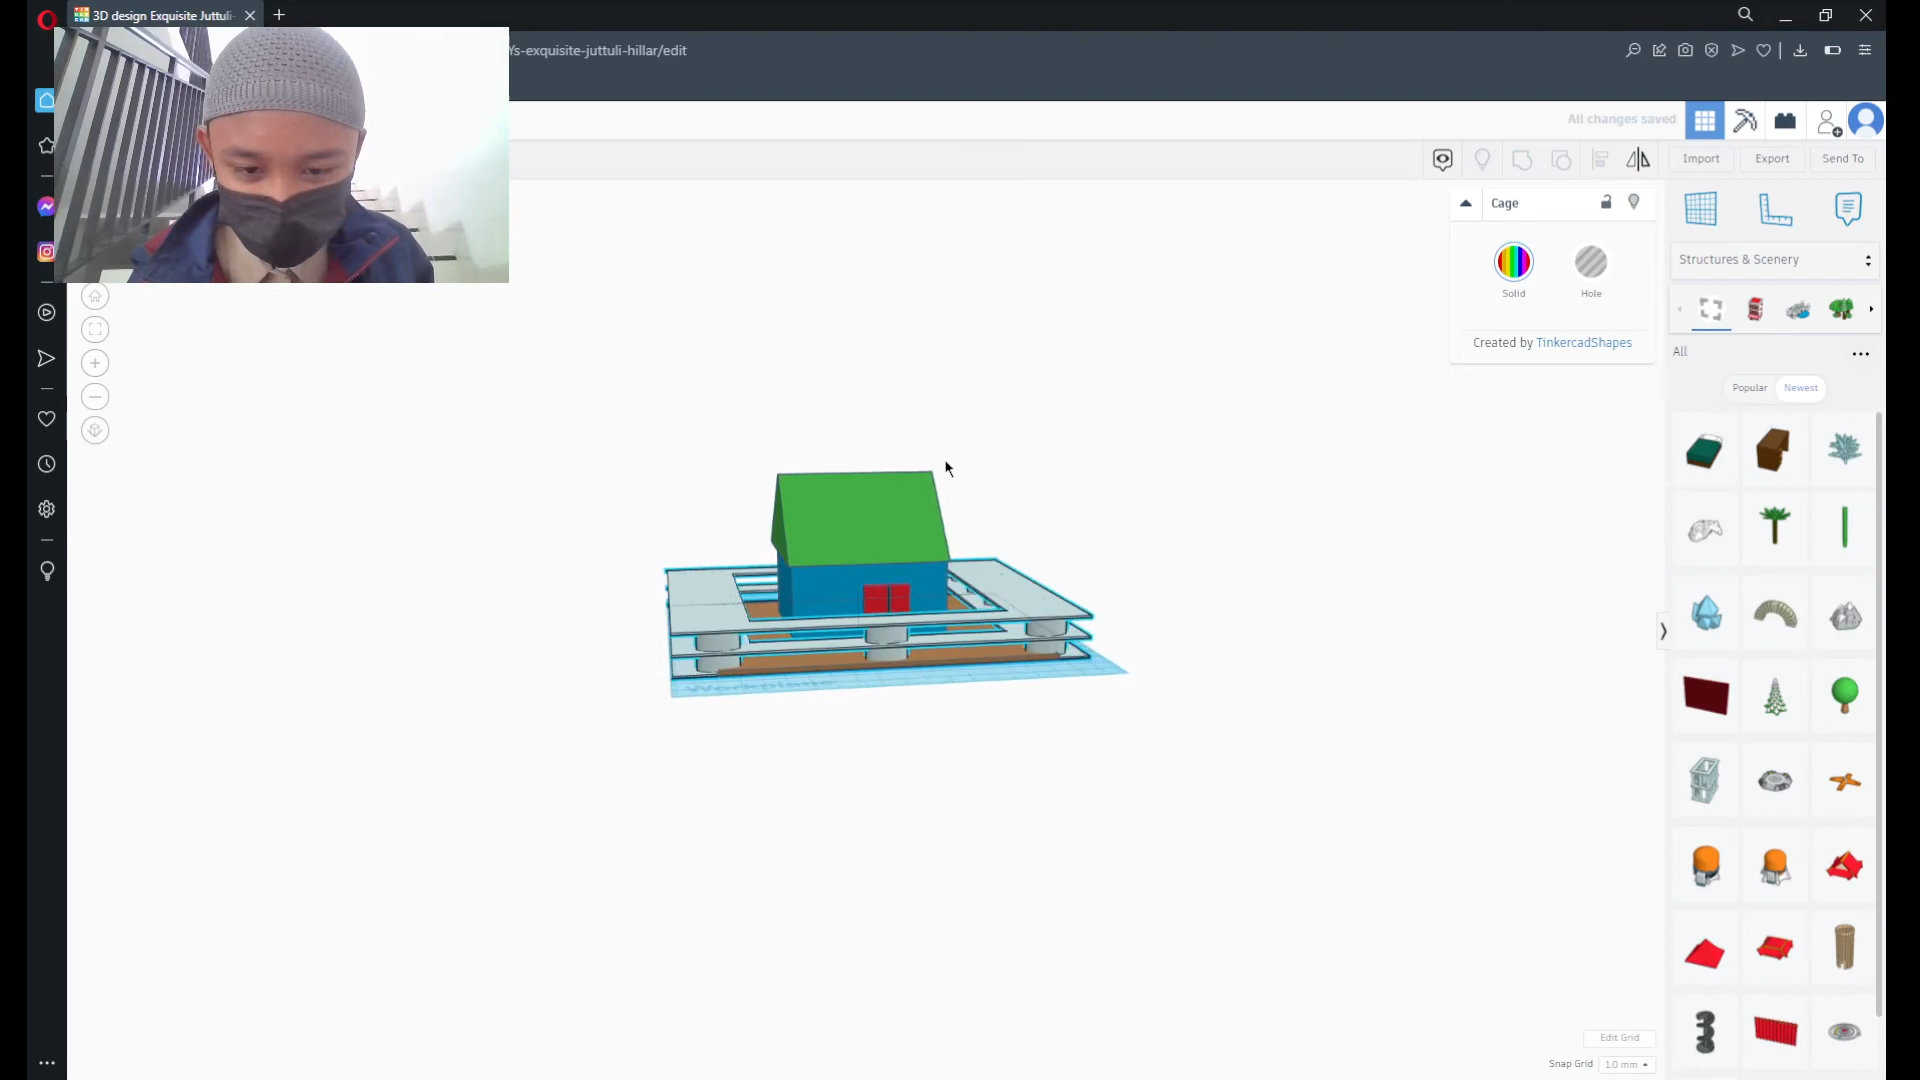 3D design Exquisite Juttuli-
Ys-exquisite-juttuli-hillar/edit
All changes saved
Import
Export
Send To
Cage
Solid
Hole
Created by TinkercadShapes
Structures & Scenery
All
Popular
Newest
Workplane
Edit Grid
Snap Grid 1.0 mm